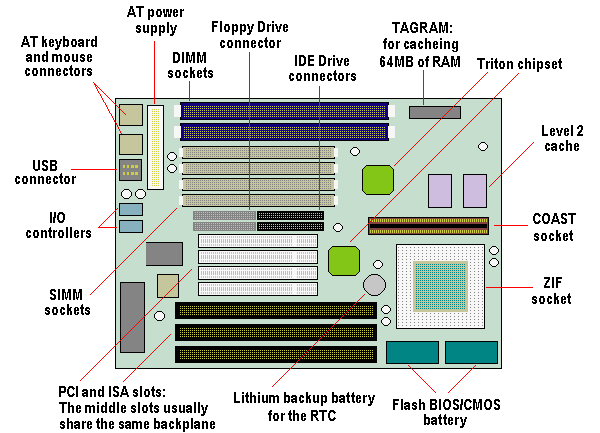 AT power
supply
Floppy Drive
connector
TAGRAM:
for cacheing
64MB of RAM
AT keyboard
and mouse
connectors
DIMM
sockets
IDE Drive
connectors
Triton chipset
Level 2
cache
USB
connector
I/O
controllers
COAST
socket
SIMM
sockets
ZIF
socket
PCI and ISA slots:
The middle slots usually
share the same backplane
Lithium backup battery
for the RTC
Flash BIOS/CMOS
battery